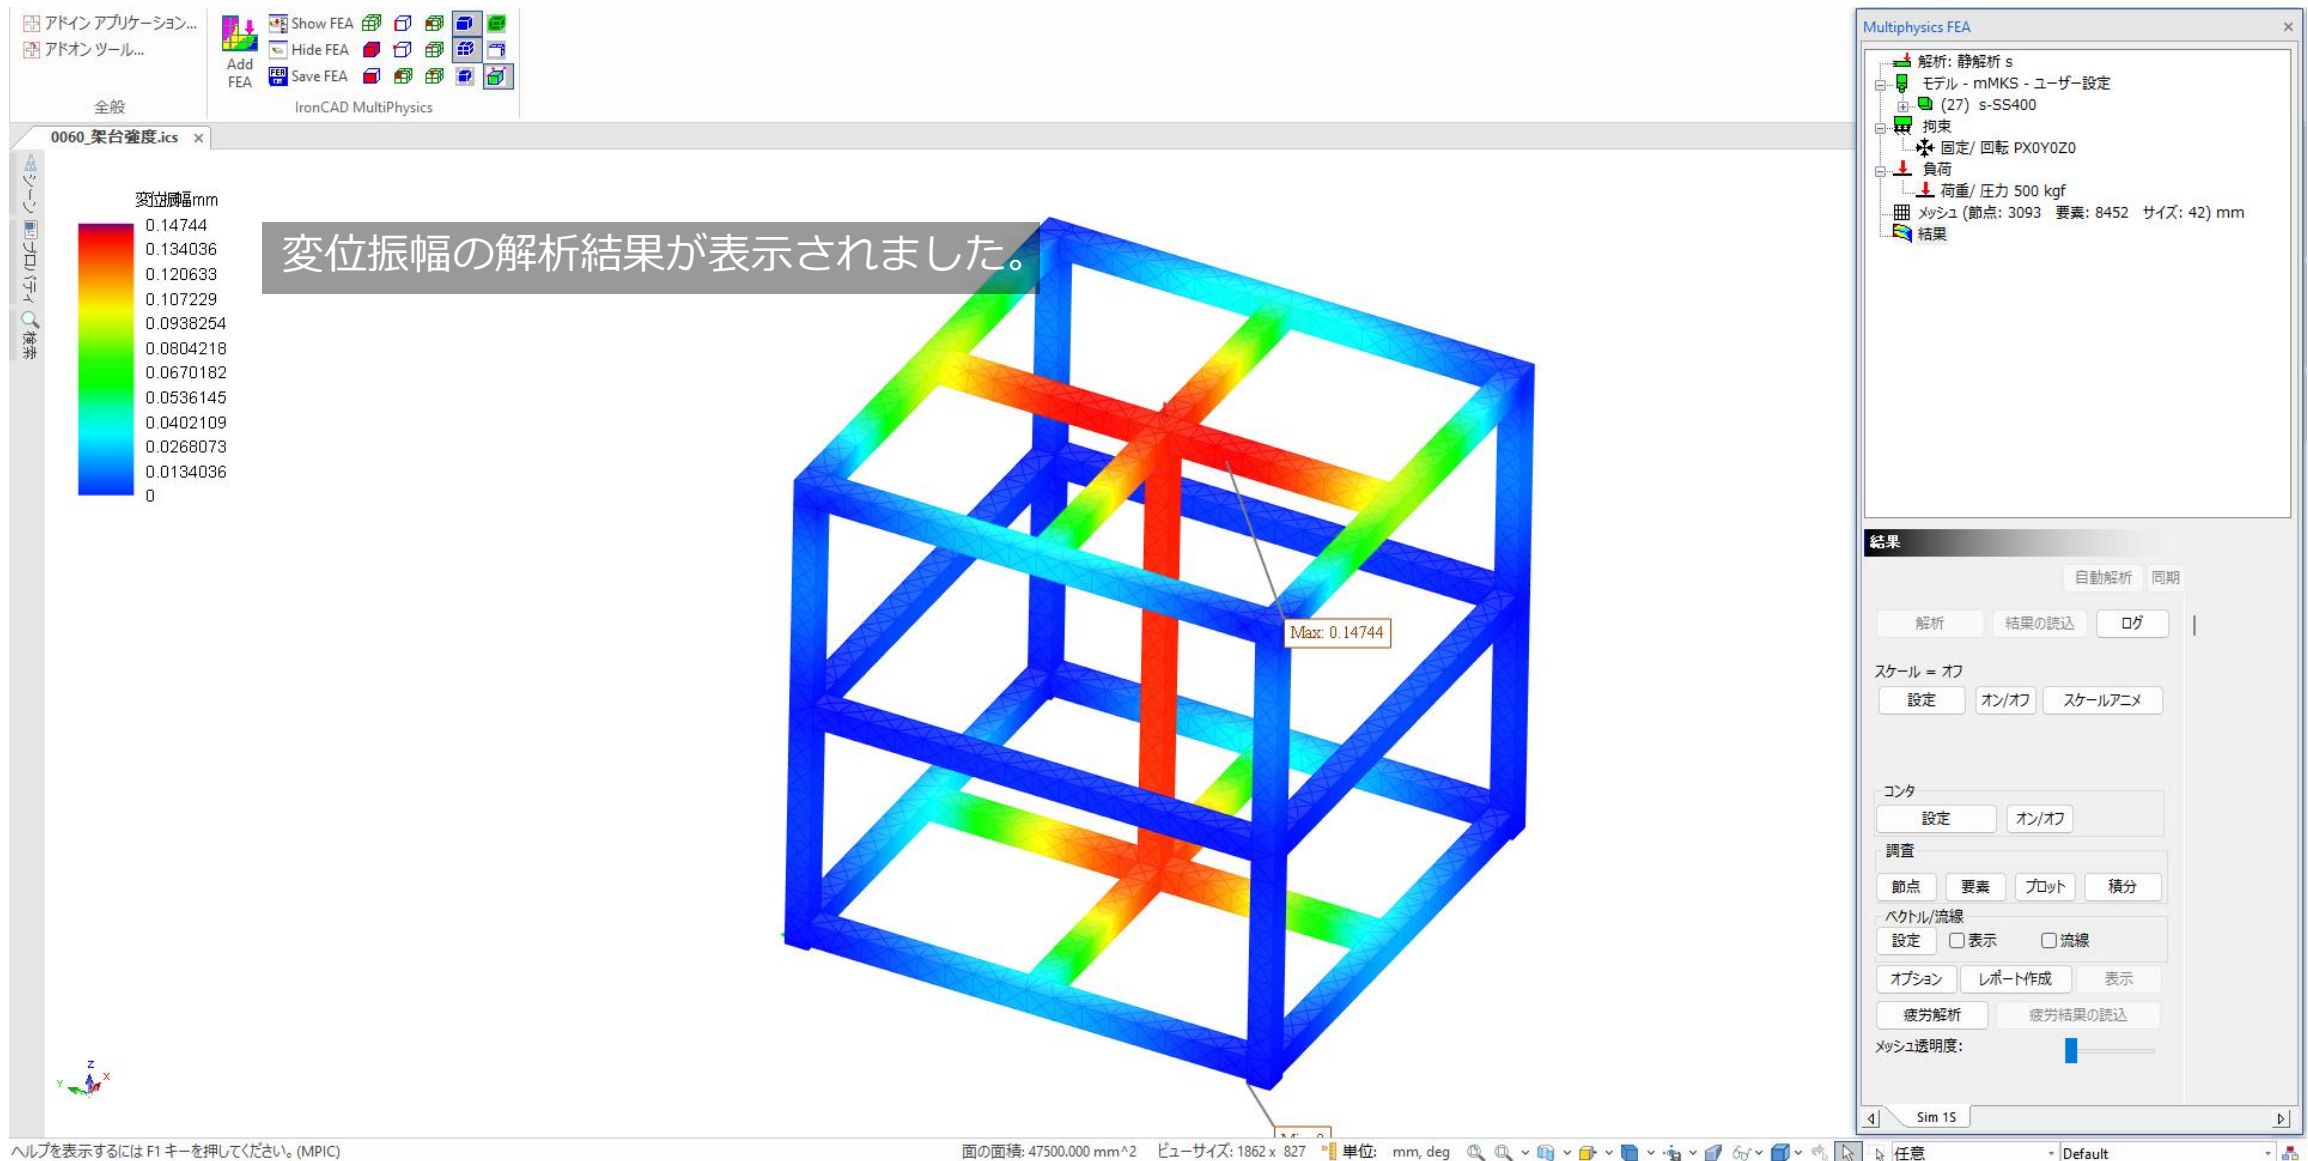 アドイン アプリケーション...
アドオン ツール...
全般
Add
FEA
Show FEA
Hide FEA
Save FEA
IronCAD MultiPhysics
0060_架台強度.ics ×
シーン
プロパティ
検索
mm
0.14744
0.134036
0.120633
0.107229
0.0938254
0.0804218
0.0670182
0.0536145
0.0402109
0.0268073
0.0134036
0
変位振幅の解析結果が表示されました。
Max: 0.14744
Z
Y
X
Multiphysics FEA ×
解析: 静解析 s
モデル - mMKS - ユーザー設定
(27) s-SS400
拘束
固定/ 回転 PX0Y0Z0
負荷
荷重/ 圧力 500 kgf
メッシュ (節点: 3093 要素: 8452 サイズ: 42) mm
結果
結果
自動解析 同期
解析 結果の読込 ログ
スケール = オフ
設定 オン/オフ スケールアニメ
コンタ
設定 オン/オフ
調査
節点 要素 プロット 積分
ベクトル/流線
設定 表示 流線
オプション レポート作成 表示
疲労解析 疲労結果の読込
メッシュ透明度:
Sim 1S
ヘルプを表示するには F1 キーを押してください。(MPIC)
面の面積: 47500.000 mm^2 ビューサイズ: 1862 x 827 単位: mm, deg 任意 Default